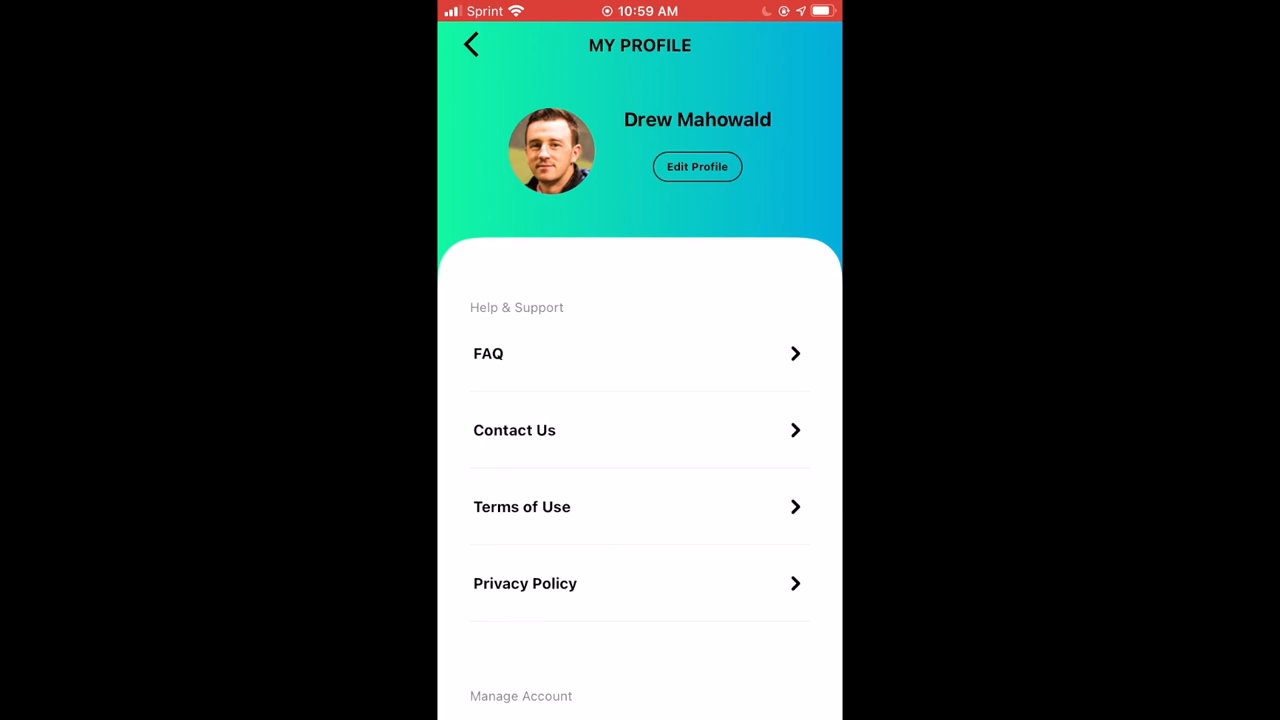 Sprint 10:59 AM
MY PROFILE
Drew Mahowald
Edit Profile
Help & Support
FAQ
Contact Us
Terms of Use
Privacy Policy
Manage Account